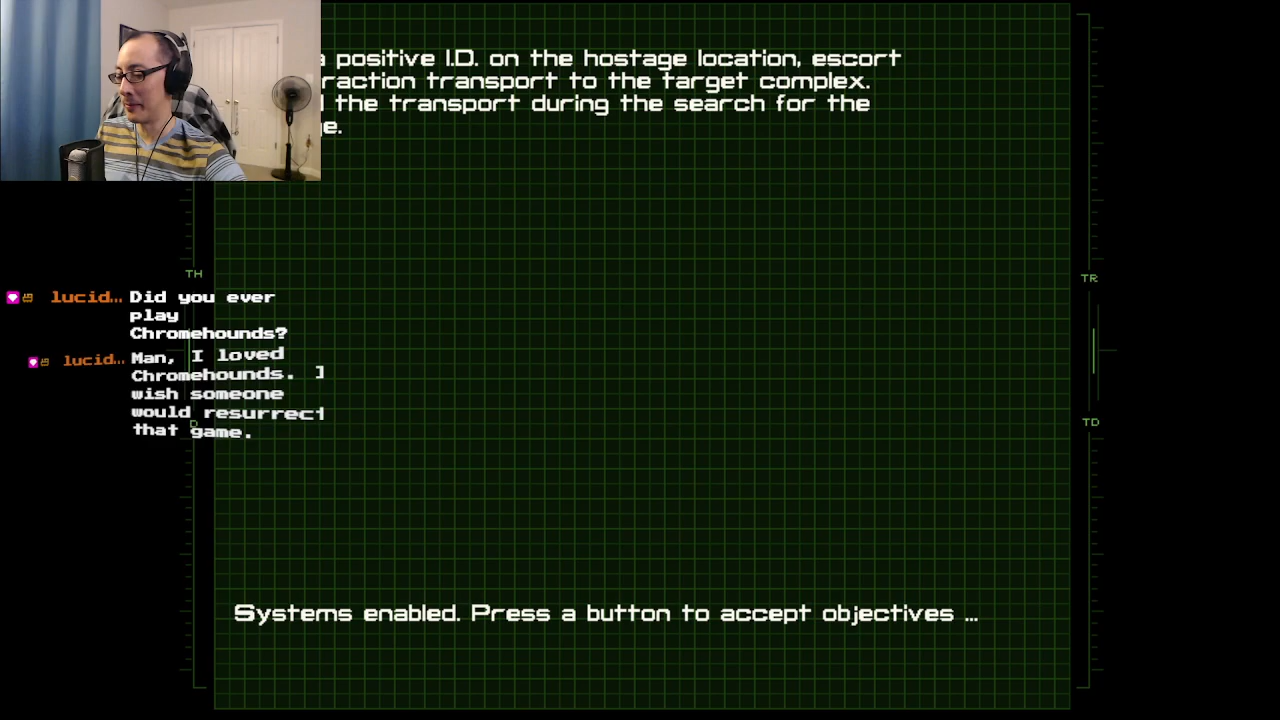 positive I.D. on the hostage location, escort
raction transport to the target complex.
the transport during the search for the
e.
TH
TR
lucid... Did you ever
play
Chromehounds?
lucid... Man, I loved
Chromehounds. I
wish someone
would resurrect
that game.
TD
Systems enabled. Press a button to accept objectives ...